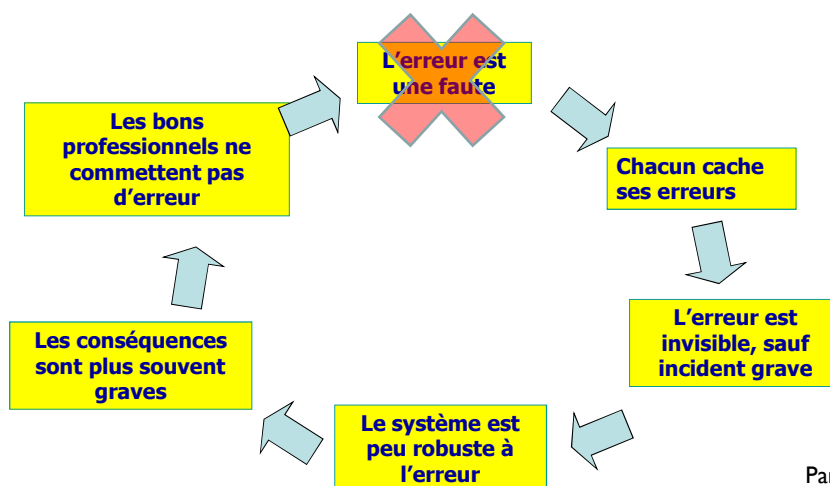 L'erreur est
une faute
Les bons
professionnels ne
commettent pas
d'erreur
Chacun cache
ses erreurs
L'erreur est
invisible, sauf
incident grave
Les conséquences
sont plus souvent
graves
Le système est
peu robuste à
l'erreur